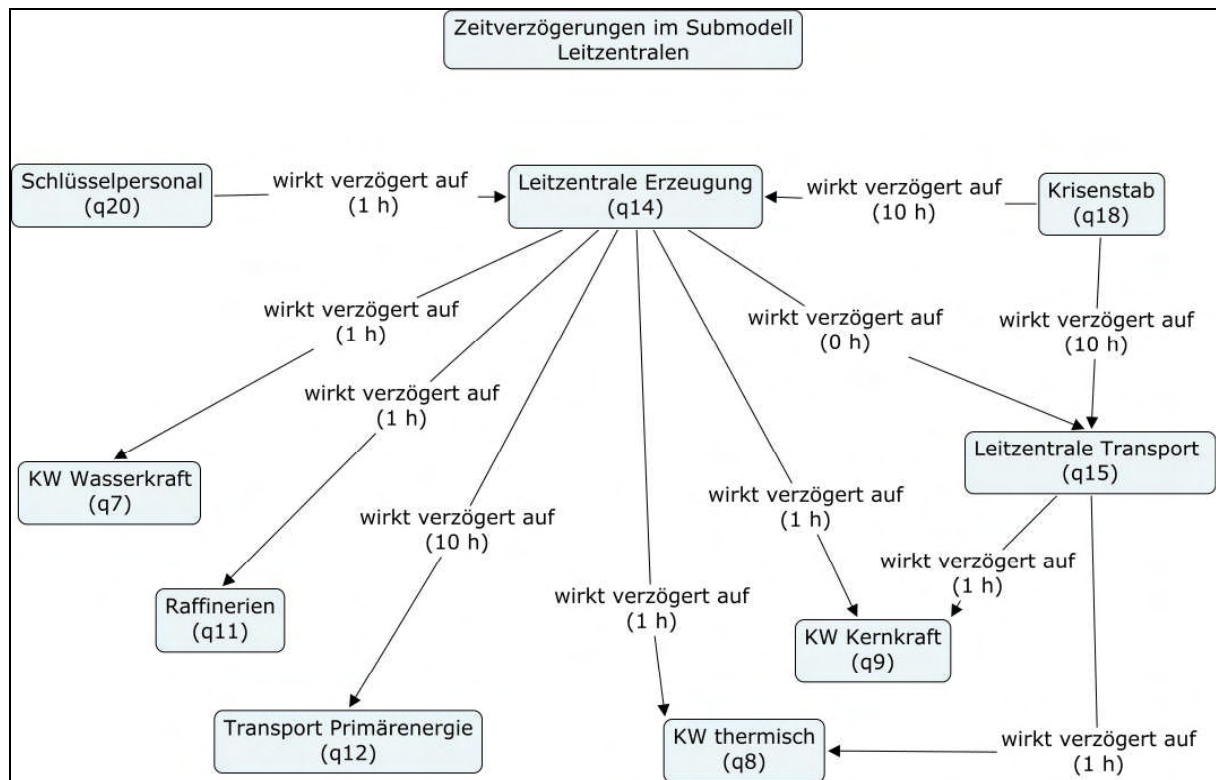 Zeitverzögerungen im Submodell
Leitzentralen
Schlüsselpersonal
(q20)
wirkt verzögert auf
(1 h)
Leitzentrale Erzeugung
(q14)
wirkt verzögert auf
(10 h)
Krisenstab
(q18)
wirkt verzögert auf
(1 h)
wirkt verzögert auf
(0 h)
wirkt verzögert auf
(10 h)
wirkt verzögert auf
(1 h)
Leitzentrale Transport
(q15)
KW Wasserkraft
(q7)
wirkt verzögert auf
(10 h)
wirkt verzögert auf
(1 h)
wirkt verzögert auf
(1 h)
Raffinerien
(q11)
wirkt verzögert auf
(1 h)
KW Kernkraft
(q9)
Transport Primärenergie
(q12)
KW thermisch
(q8)
wirkt verzögert auf
(1 h)